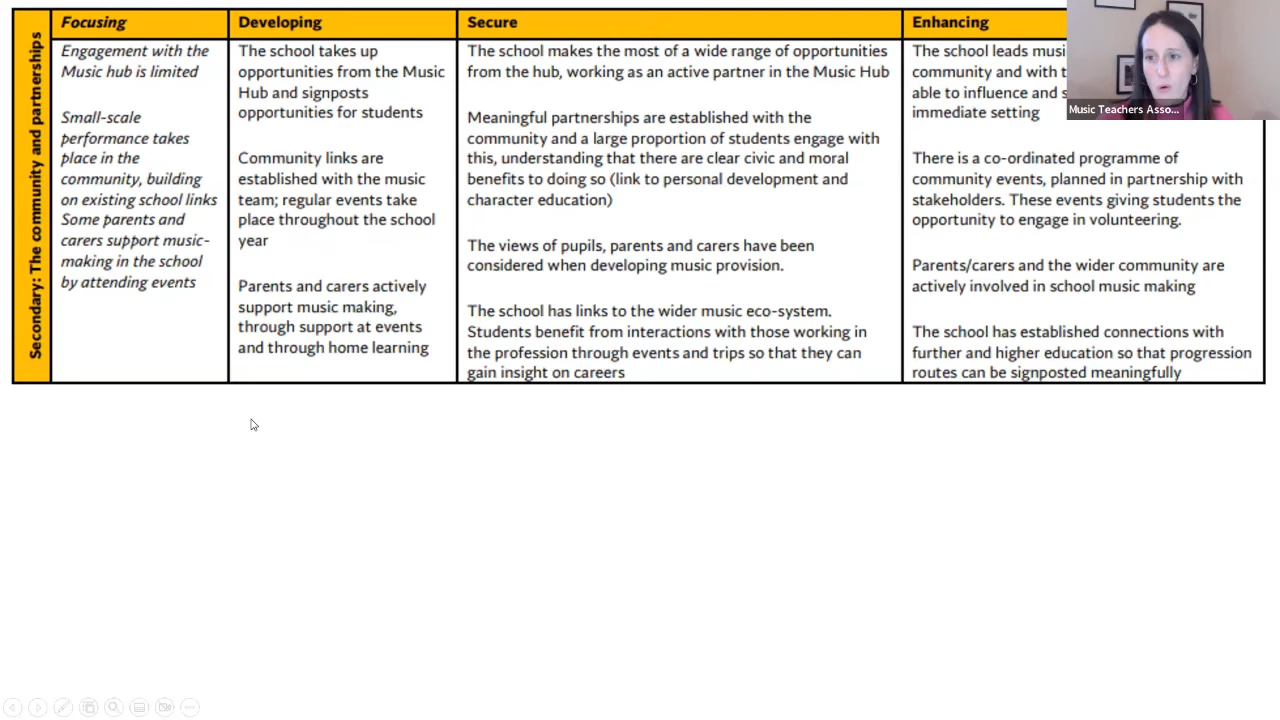 Secondary: The community and partnerships
Focusing
Engagement with the
Music hub is limited
Small-scale
performance takes
place in the
community, building
on existing school links
Some parents and
carers support music-
making in the school
by attending events
Developing
The school takes up
opportunities from the Music
Hub and signposts
opportunities for students
Community links are
established with the music
team; regular events take
place throughout the school
year
Parents and carers actively
support music making,
through support at events
and through home learning
Secure
The school makes the most of a wide range of opportunities
from the hub, working as an active partner in the Music Hub
Meaningful partnerships are established with the
community and a large proportion of students engage with
this, understanding that there are clear civic and moral
benefits to doing so (link to personal development and
character education)
The views of pupils, parents and carers have been
considered when developing music provision.
The school has links to the wider music eco-system.
Students benefit from interactions with those working in
the profession through events and trips so that they can
gain insight on careers
Enhancing
The school leads musi
community and with t
able to influence and s
immediate setting
There is a co-ordinated programme of
community events, planned in partnership with
stakeholders. These events giving students the
opportunity to engage in volunteering.
Parents/carers and the wider community are
actively involved in school music making
The school has established connections with
further and higher education so that progression
routes can be signposted meaningfully
Music Teachers Asso...